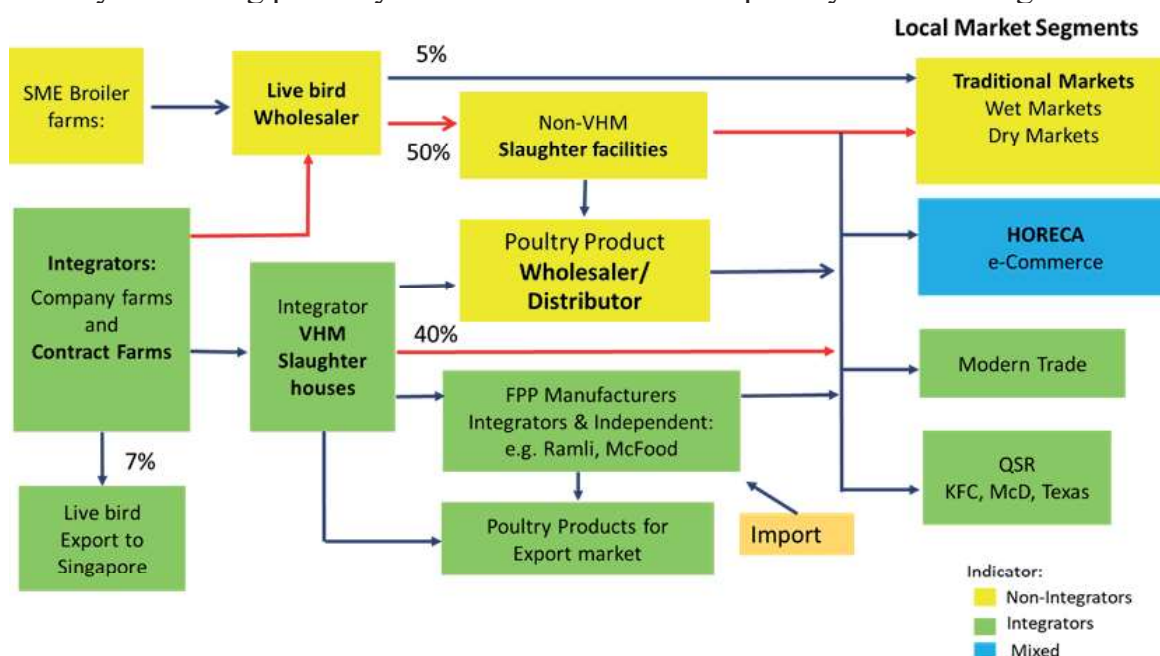 Local Market Segments
SME Broiler
farms:
Live bird
Wholesaler
5%
50%
Non-VHM
Slaughter facilities
Traditional Markets
Wet Markets
Dry Markets
Integrators:
Company farms
and
Contract Farms
Poultry Product
Wholesaler/
Distributor
HORECA
e-Commerce
Integrator
VHM
Slaughter
houses
40%
Modern Trade
FPP Manufacturers
Integrators & Independent:
e.g. Ramli, McFood
7%
QSR
KFC, McD, Texas
Live bird
Export to
Singapore
Poultry Products for
Export market
Import
Indicator:
Non-Integrators
Integrators
Mixed